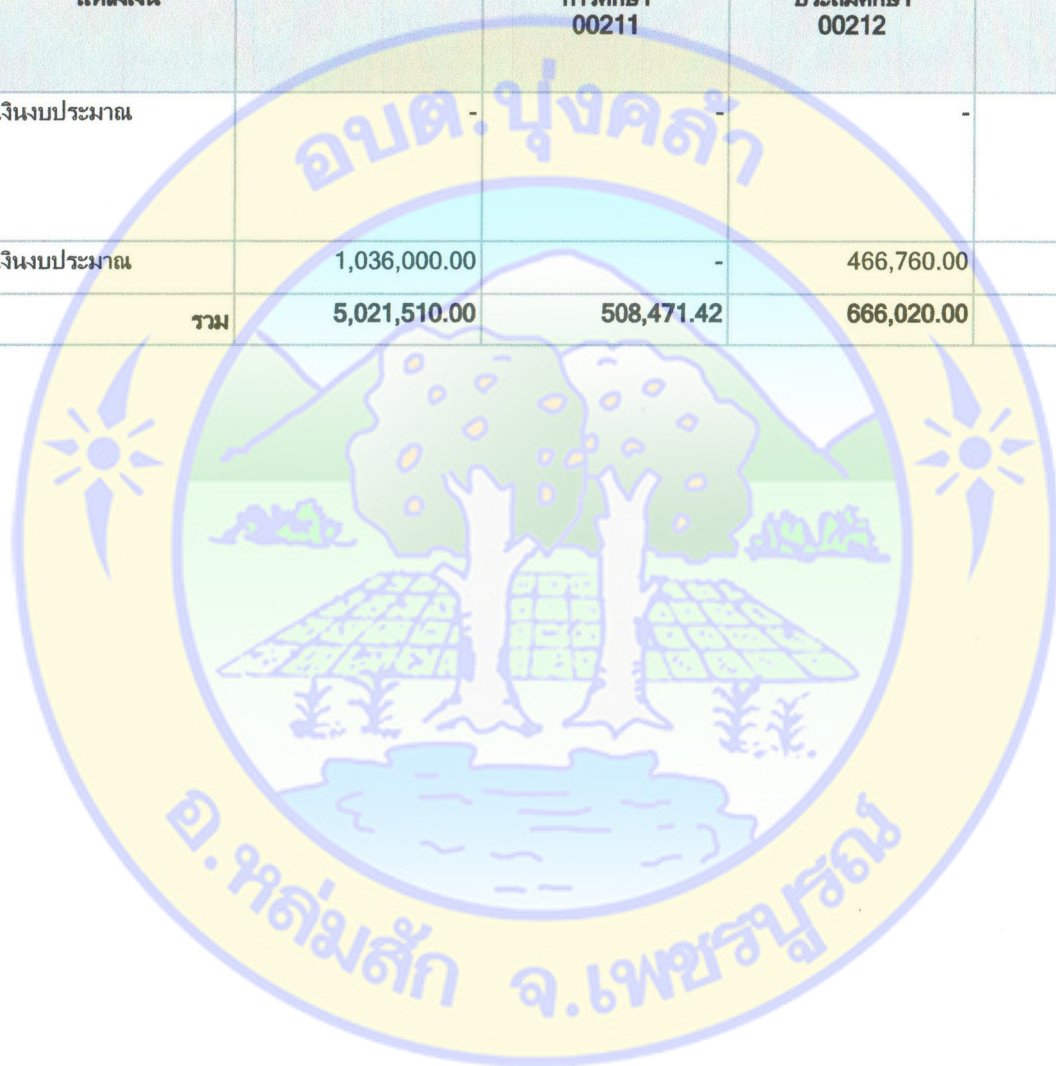 00211 00212
เงินงบประมาณ - - -
เงินงบประมาณ 1,036,000.00 - 466,760.00
รวม 5,021,510.00 508,471.42 666,020.00
อบต.บุ่งคล้า
อ.หล่มสัก จ.เพชรบูรณ์